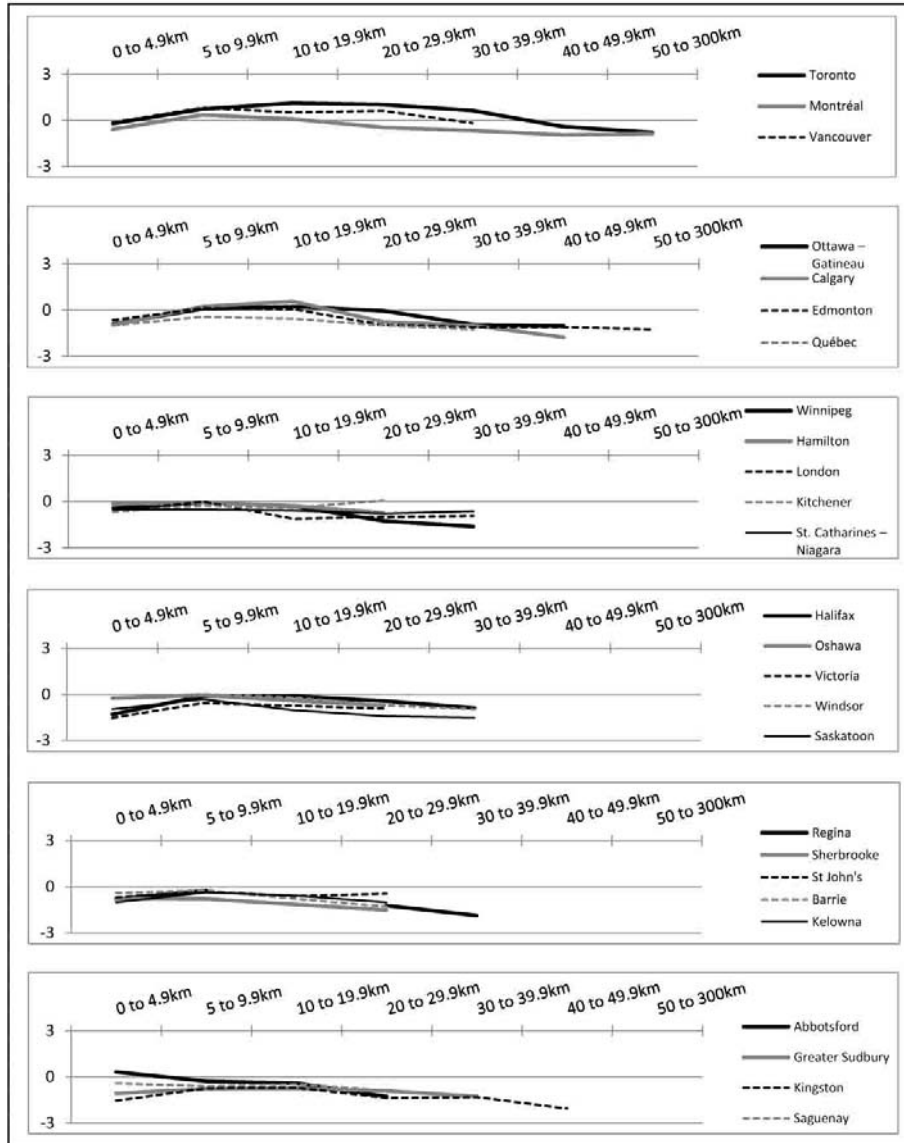 0 to 4.9km 5 to 9.9km 10 to 19.9km 20 to 29.9km 30 to 39.9km 40 to 49.9km 50 to 300km
3
0
-3
Toronto
Montréal
Vancouver
0 to 4.9km 5 to 9.9km 10 to 19.9km 20 to 29.9km 30 to 39.9km 40 to 49.9km 50 to 300km
3
0
-3
Ottawa –
Gatineau
Calgary
Edmonton
Québec
0 to 4.9km 5 to 9.9km 10 to 19.9km 20 to 29.9km 30 to 39.9km 40 to 49.9km 50 to 300km
3
0
-3
Winnipeg
Hamilton
London
Kitchener
St. Catharines –
Niagara
0 to 4.9km 5 to 9.9km 10 to 19.9km 20 to 29.9km 30 to 39.9km 40 to 49.9km 50 to 300km
3
0
-3
Halifax
Oshawa
Victoria
Windsor
Saskatoon
0 to 4.9km 5 to 9.9km 10 to 19.9km 20 to 29.9km 30 to 39.9km 40 to 49.9km 50 to 300km
3
0
-3
Regina
Sherbrooke
St John's
Barrie
Kelowna
0 to 4.9km 5 to 9.9km 10 to 19.9km 20 to 29.9km 30 to 39.9km 40 to 49.9km 50 to 300km
3
0
-3
Abbotsford
Greater Sudbury
Kingston
Saguenay